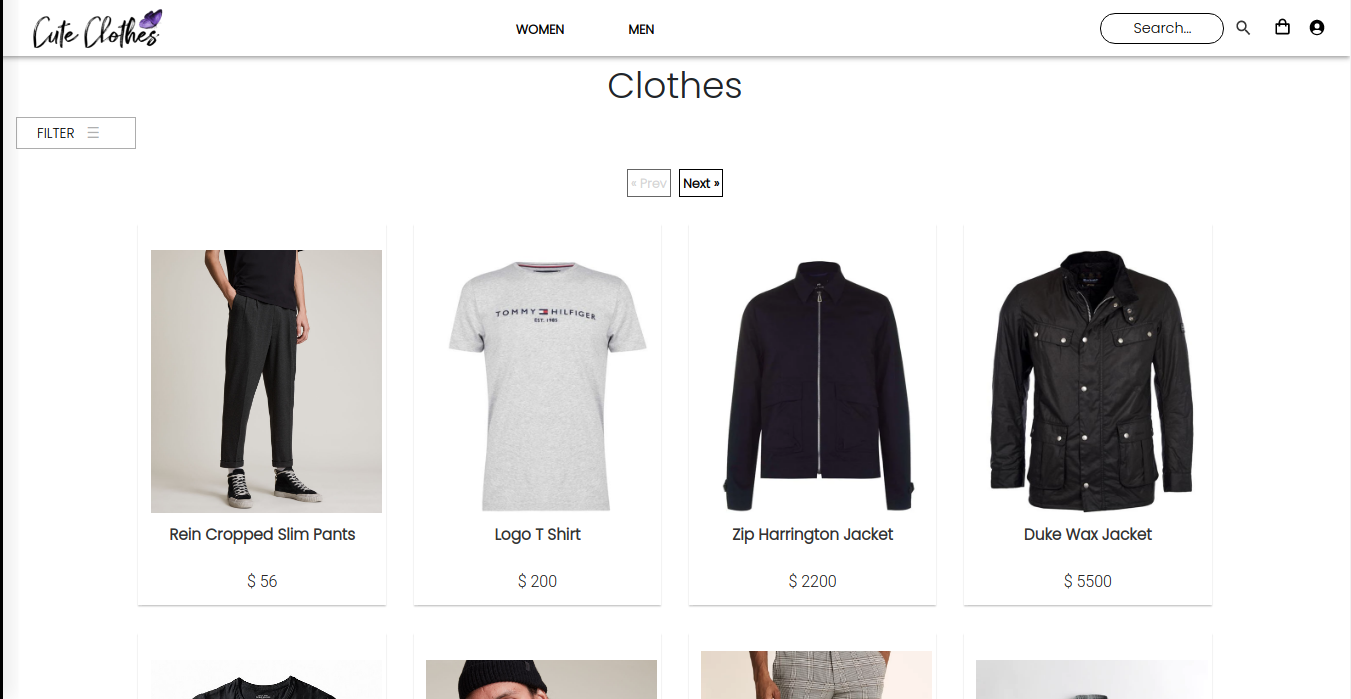 Cute Clothes
WOMEN
MEN
Search...
Clothes
FILTER
« Prev
Next »
TOMMY HILFIGER
EST. 1985
Rein Cropped Slim Pants
Logo T Shirt
Zip Harrington Jacket
Duke Wax Jacket
$ 56
$ 200
$ 2200
$ 5500